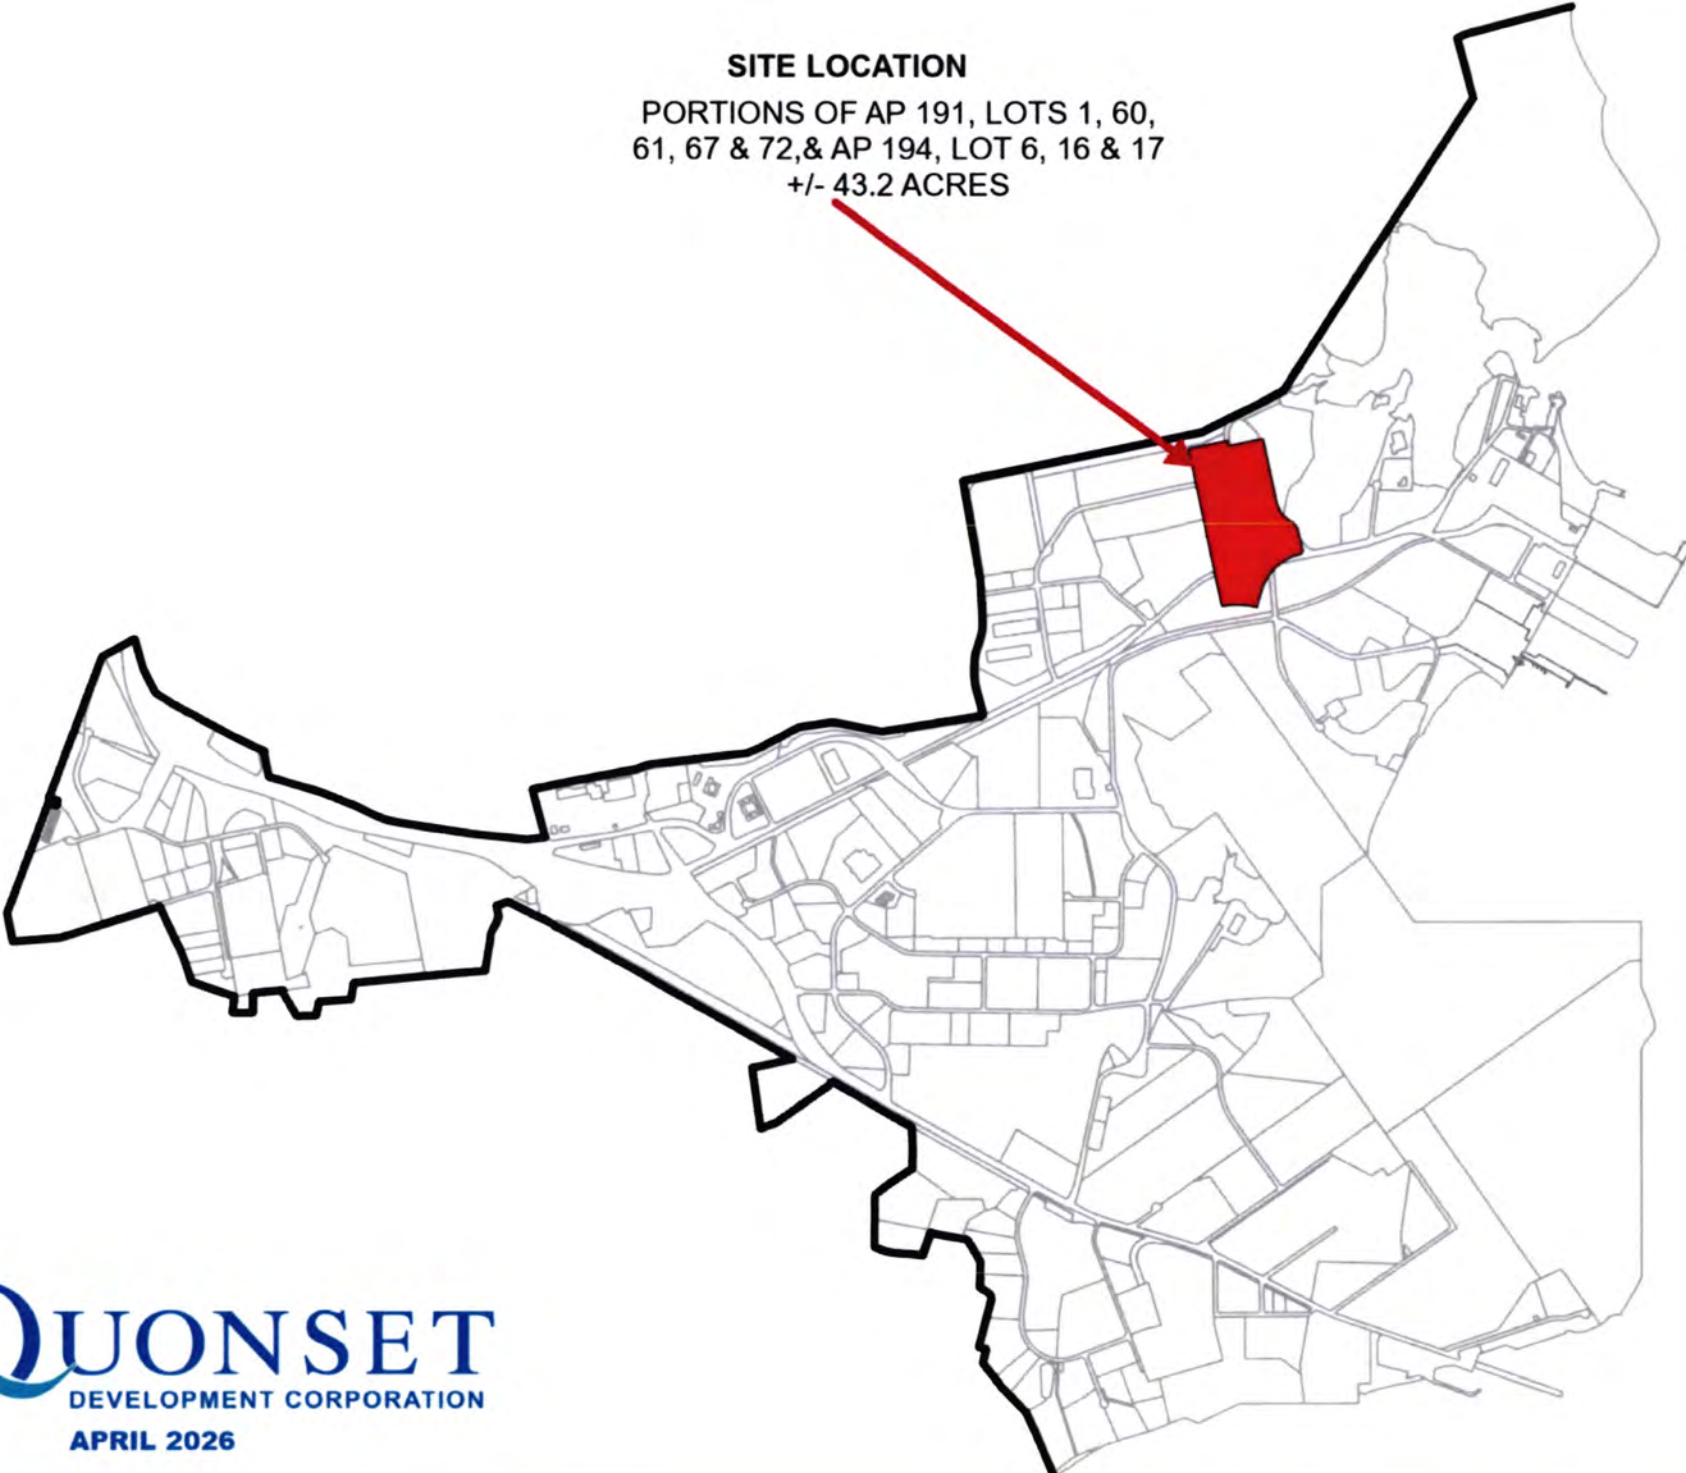 SITE LOCATION
PORTIONS OF AP 191, LOTS 1, 60,
61, 67 & 72,& AP 194, LOT 6, 16 & 17
+/- 43.2 ACRES
QUONSET
DEVELOPMENT CORPORATION
APRIL 2026